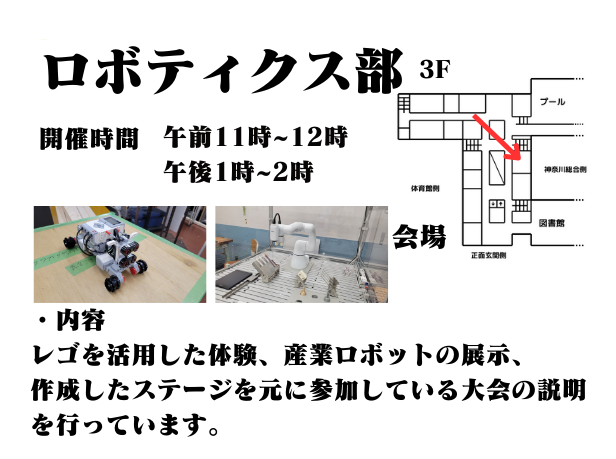 ロボティクス部
3F
開催時間 午前11時~12時
午後1時~2時
プール
神奈川総合側
体育館側
図書館
会場
正面玄関側
・内容
レゴを活用した体験、産業ロボットの展示、
作成したステージを元に参加している大会の説明
を行っています。